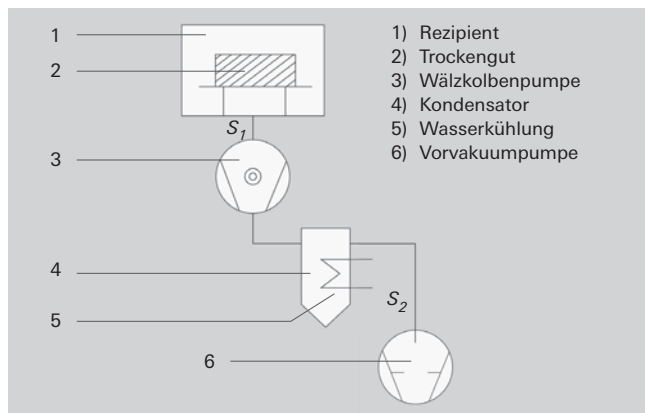 1
2
3
4
5
6
S1
S2
1) Rezipient
2) Trockengut
3) Wälzkolbenpumpe
4) Kondensator
5) Wasserkühlung
6) Vorvakuumpumpe